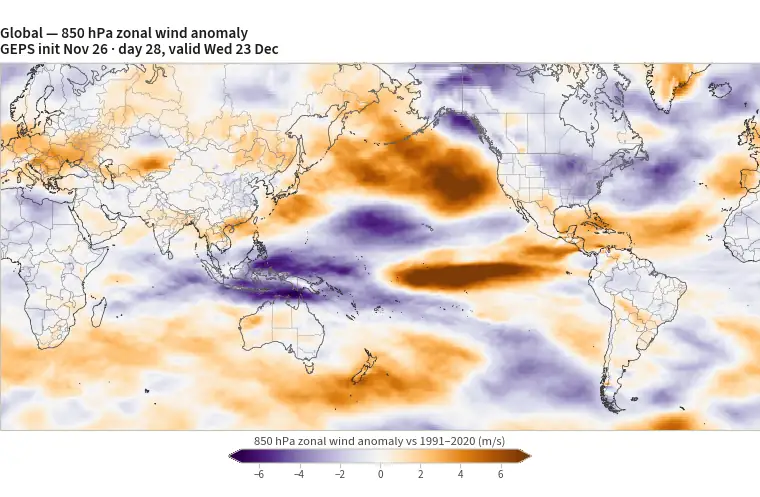 Global — 850 hPa zonal wind anomaly
GEPS init Nov 26 · day 28, valid Wed 23 Dec
850 hPa zonal wind anomaly vs 1991–2020 (m/s)
−6 −4 −2 0 2 4 6